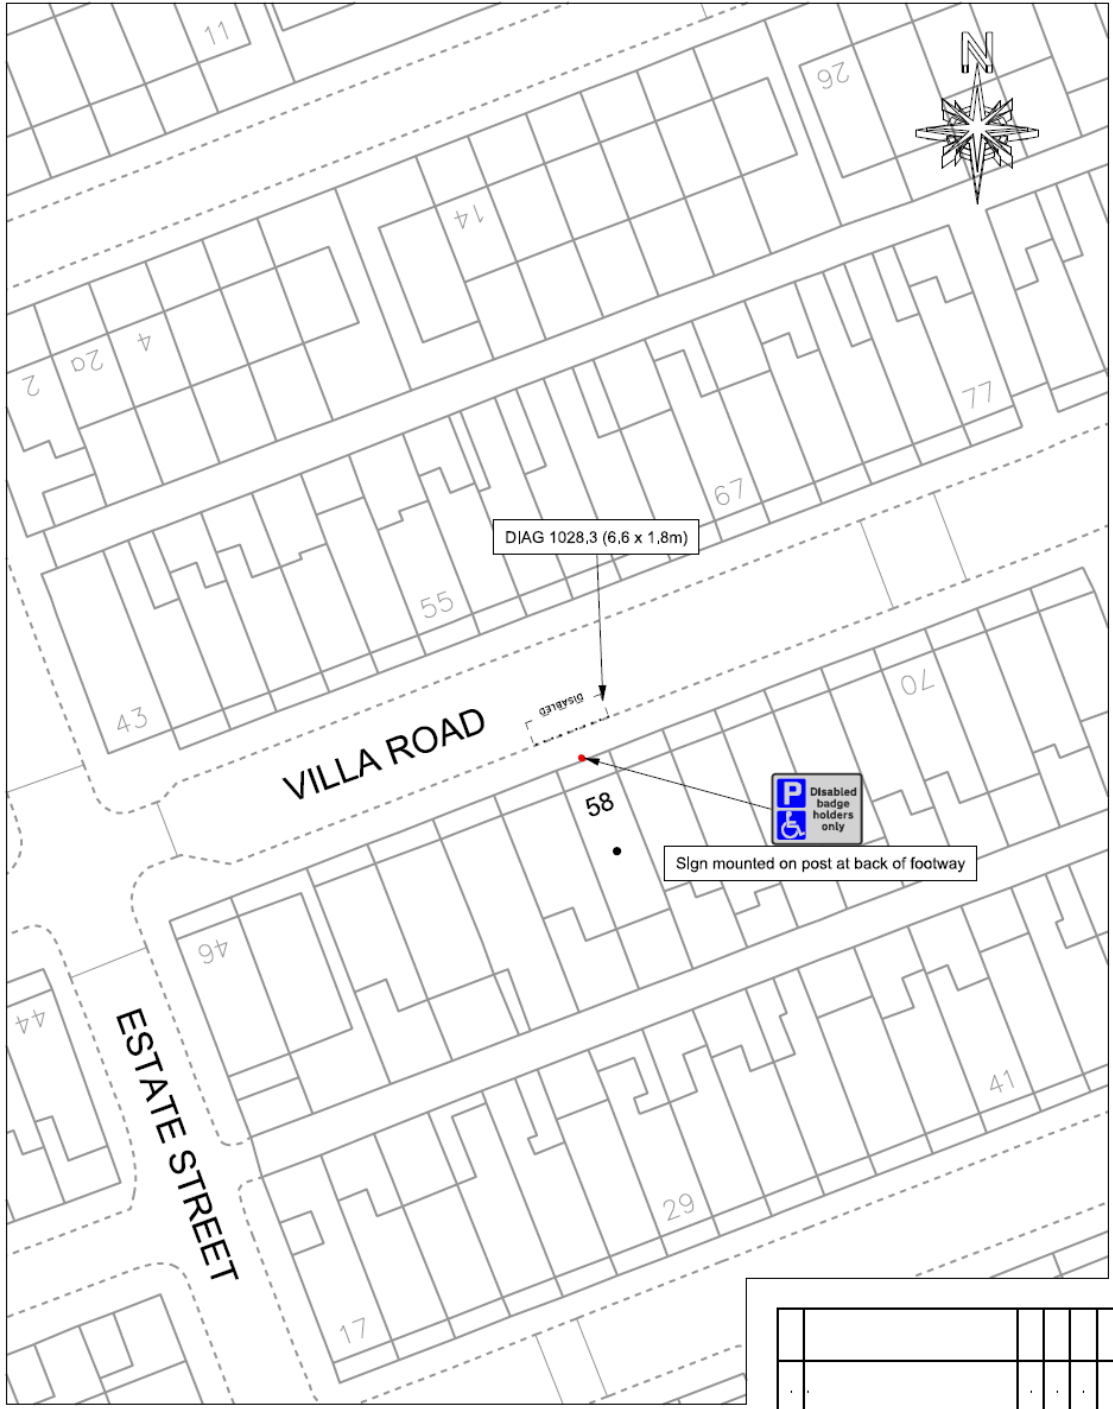 11
N
26
14
4
2a
2
77
67
DIAG 1028.3 (6.6 x 1.8m)
55
70
DISABLED
43
VILLA ROAD
P
Disabled
badge
holders
only
58
Sign mounted on post at back of footway
46
44
ESTATE STREET
41
29
17